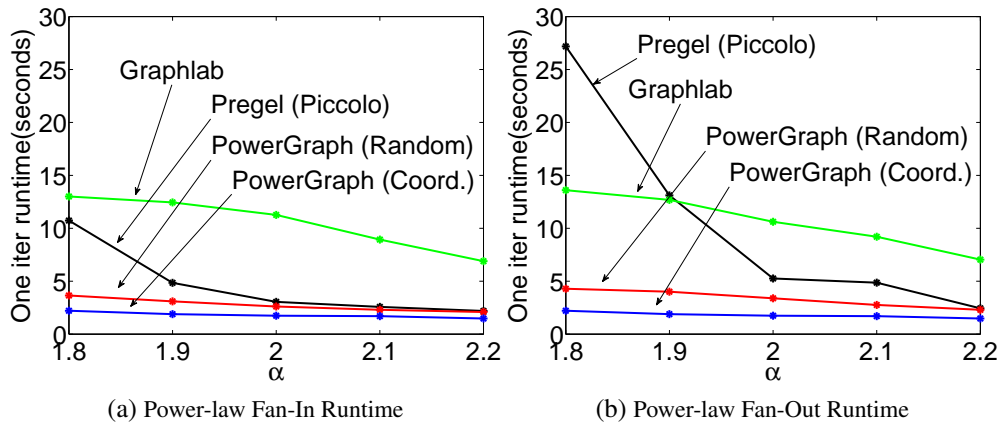 30
25
20
15
10
5
0
One iter runtime(seconds)
Graphlab
Pregel (Piccolo)
PowerGraph (Random)
PowerGraph (Coord.)
1.8 1.9 2 2.1 2.2
α
(a) Power-law Fan-In Runtime
30
25
20
15
10
5
0
One iter runtime(seconds)
Pregel (Piccolo)
Graphlab
PowerGraph (Random)
PowerGraph (Coord.)
1.8 1.9 2 2.1 2.2
α
(b) Power-law Fan-Out Runtime